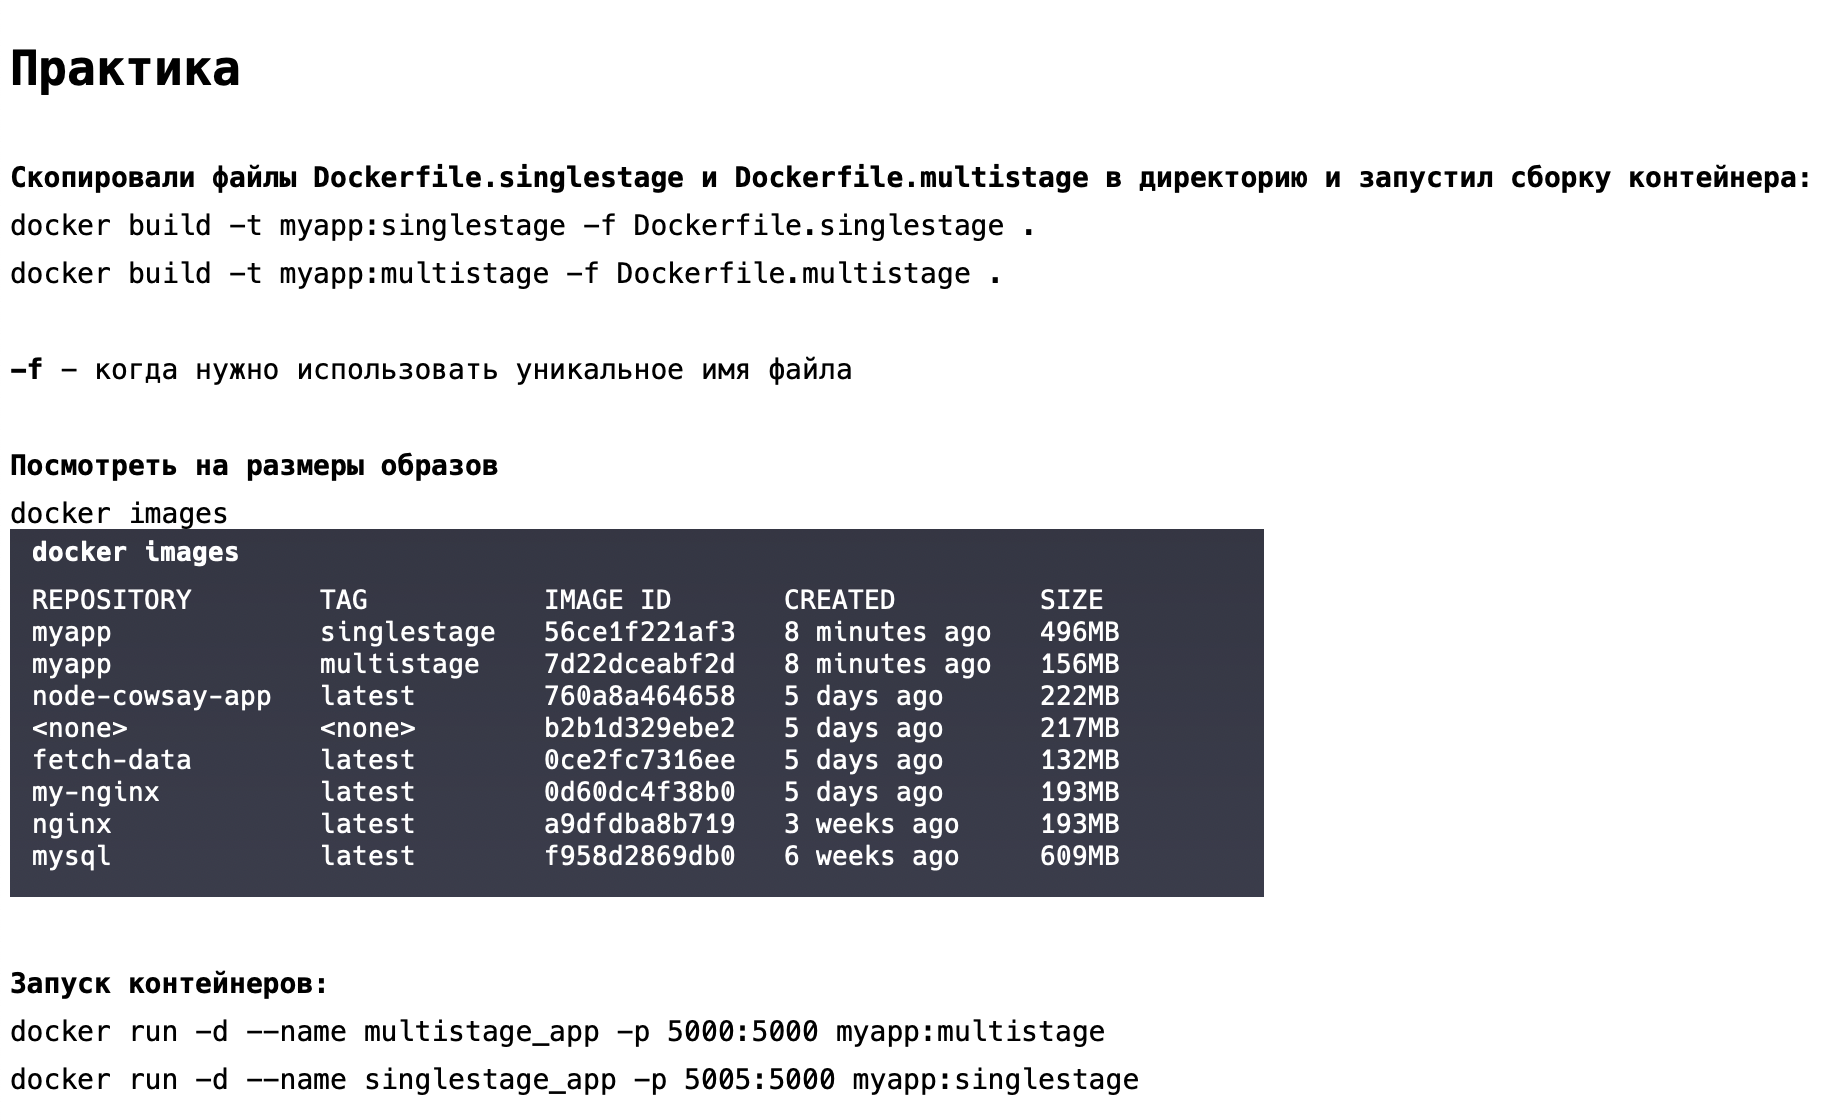 Практика
Скопировали файлы Dockerfile.singlestage и Dockerfile.multistage в директорию и запустил сборку контейнера:
docker build -t myapp:singlestage -f Dockerfile.singlestage .
docker build -t myapp:multistage -f Dockerfile.multistage .
-f - когда нужно использовать уникальное имя файла
Посмотреть на размеры образов
docker images
docker images
REPOSITORY TAG IMAGE ID CREATED SIZE
myapp singlestage 56ce1f221af3 8 minutes ago 496MB
myapp multistage 7d22dceabf2d 8 minutes ago 156MB
node-cowsay-app latest 760a8a464658 5 days ago 222MB
<none> <none> b2b1d329ebe2 5 days ago 217MB
fetch-data latest 0ce2fc7316ee 5 days ago 132MB
my-nginx latest 0d60dc4f38b0 5 days ago 193MB
nginx latest a9dfdba8b719 3 weeks ago 193MB
mysql latest f958d2869db0 6 weeks ago 609MB
Запуск контейнеров:
docker run -d --name multistage_app -p 5000:5000 myapp:multistage
docker run -d --name singlestage_app -p 5005:5000 myapp:singlestage